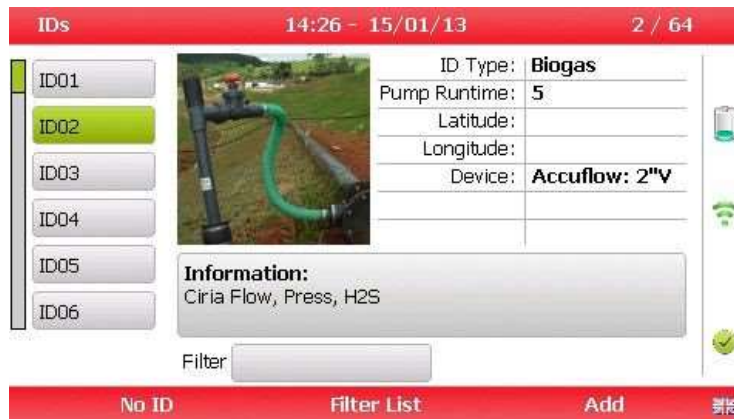 IDs 14:26 - 15/01/13 2 / 64
ID01
ID02
ID03
ID04
ID05
ID06
ID Type: Biogas
Pump Runtime: 5
Latitude:
Longitude:
Device: Accuflow: 2"V
Information:
Ciria Flow, Press, H2S
Filter
No ID Filter List Add